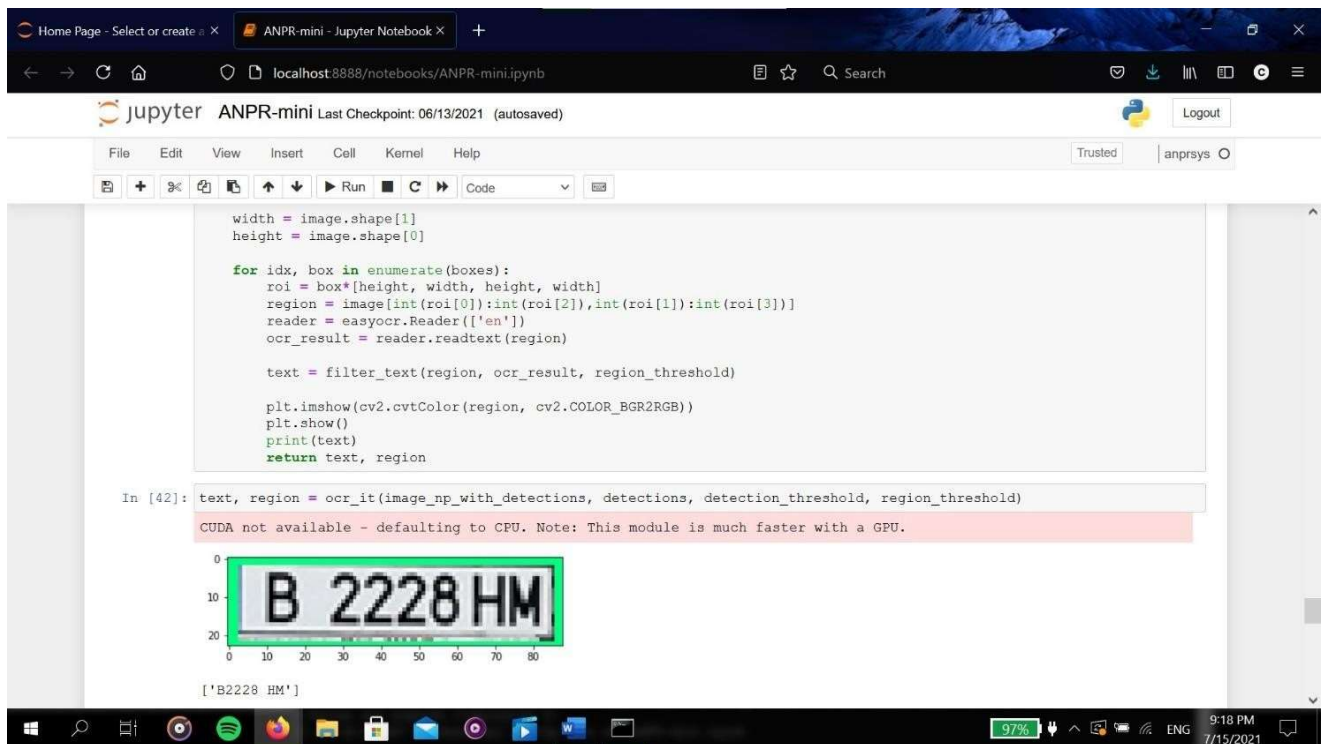 Home Page - Select or create a
ANPR-mini - Jupyter Notebook
localhost:8888/notebooks/ANPR-mini.ipynb
Search
jupyter ANPR-mini Last Checkpoint: 06/13/2021 (autosaved)
Logout
File Edit View Insert Cell Kernel Help
Trusted
anprsys
Run
Code
width = image.shape[1]
height = image.shape[0]
for idx, box in enumerate(boxes):
roi = box*[height, width, height, width]
region = image[int(roi[0]):int(roi[2]),int(roi[1]):int(roi[3])]
reader = easyocr.Reader(['en'])
ocr_result = reader.readtext(region)
text = filter_text(region, ocr_result, region_threshold)
plt.imshow(cv2.cvtColor(region, cv2.COLOR_BGR2RGB))
plt.show()
print(text)
return text, region
In [42]: text, region = ocr_it(image_np_with_detections, detections, detection_threshold, region_threshold)
CUDA not available - defaulting to CPU. Note: This module is much faster with a GPU.
0
10
20
B 2228 HM
0 10 20 30 40 50 60 70 80
['B2228 HM']
97%
ENG
9:18 PM
7/15/2021